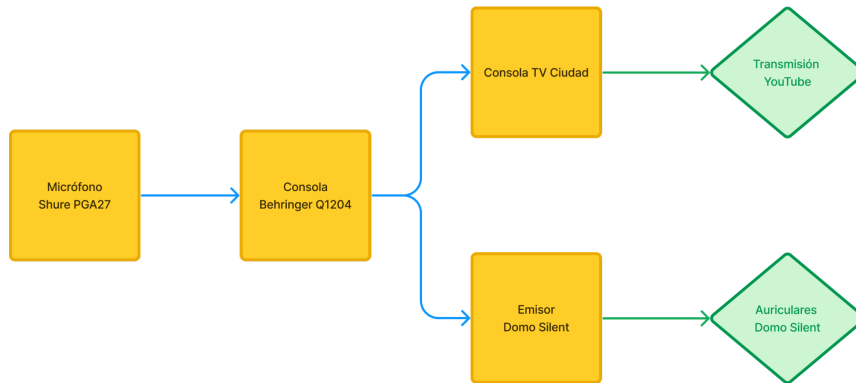 Micrófono
Shure PGA27
Consola
Behringer Q1204
Consola TV Ciudad
Transmisión
YouTube
Emisor
Domo Silent
Auriculares
Domo Silent